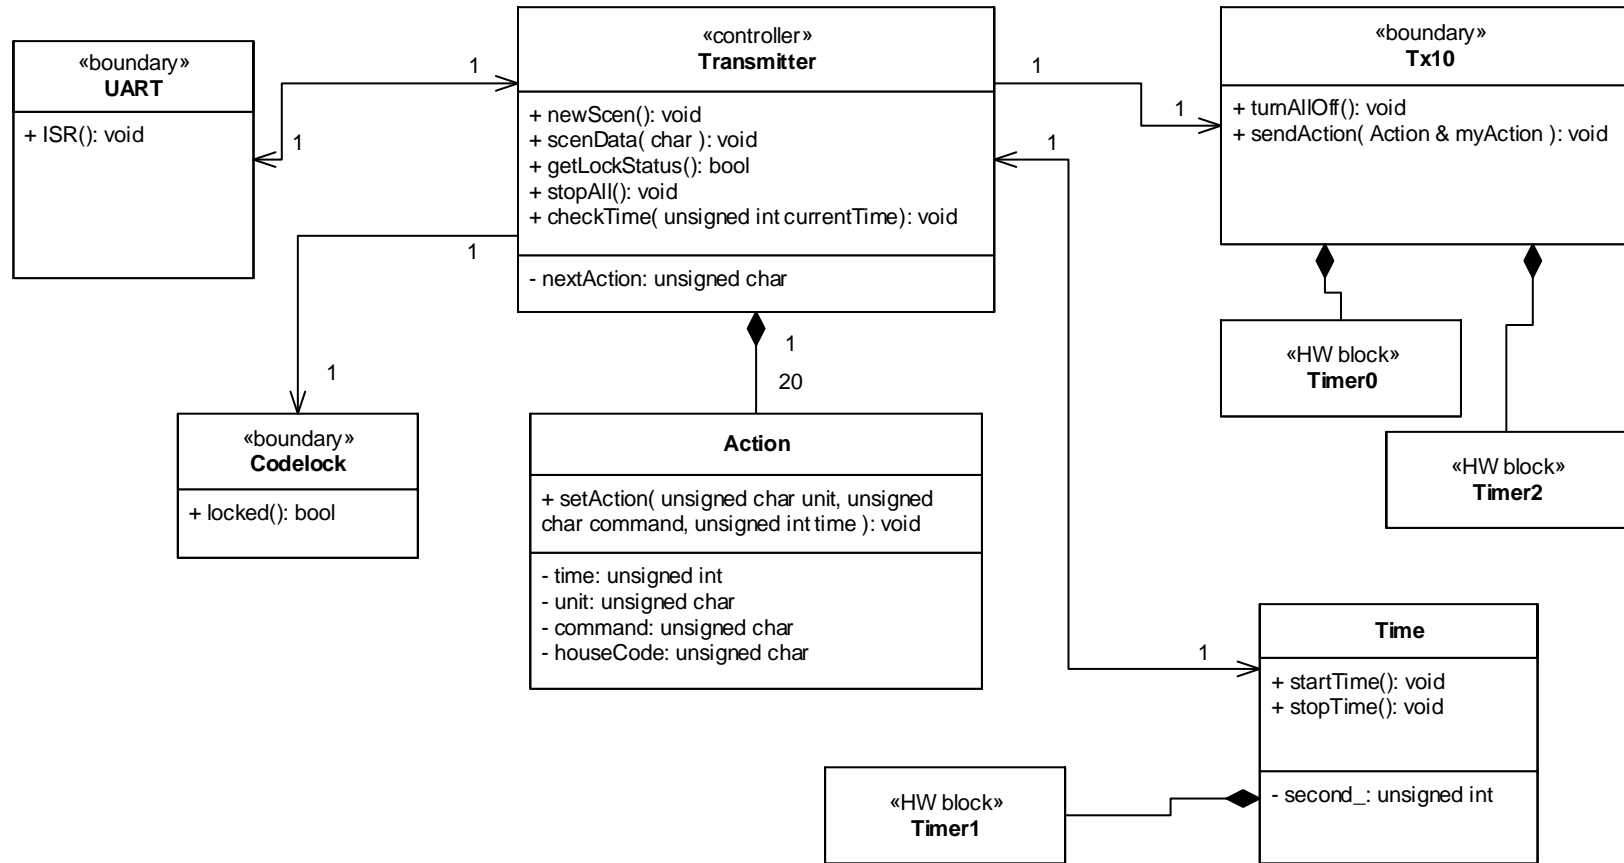 «boundary»
UART
+ ISR(): void
1
1
«controller»
Transmitter
+ newScen(): void
+ scenData( char ): void
+ getLockStatus(): bool
+ stopAll(): void
+ checkTime( unsigned int currentTime): void
- nextAction: unsigned char
1
1
1
«boundary»
Tx10
+ turnAllOff(): void
+ sendAction( Action & myAction ): void
1
1
«boundary»
Codelock
+ locked(): bool
1
20
Action
+ setAction( unsigned char unit, unsigned
char command, unsigned int time ): void
- time: unsigned int
- unit: unsigned char
- command: unsigned char
- houseCode: unsigned char
«HW block»
Timer0
«HW block»
Timer2
1
Time
+ startTime(): void
+ stopTime(): void
- second_: unsigned int
«HW block»
Timer1